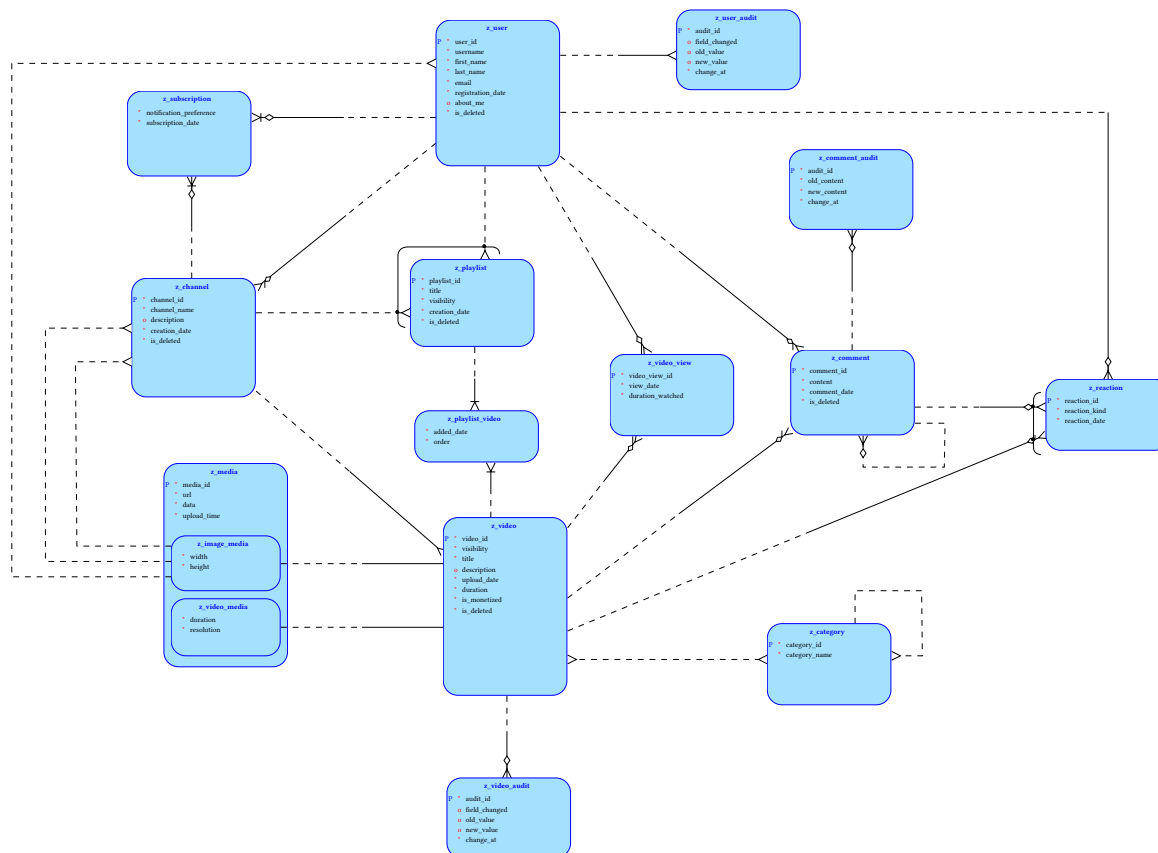 z_user
P * user_id
* username
* first_name
* last_name
* email
* registration_date
o about_me
* is_deleted
z_user_audit
P * audit_id
o field_changed
o old_value
o new_value
* change_at
z_subscription
* notification_preference
* subscription_date
z_comment_audit
P * audit_id
* old_content
* new_content
* change_at
z_channel
P * channel_id
* channel_name
o description
* creation_date
* is_deleted
z_playlist
P * playlist_id
* title
* visibility
* creation_date
* is_deleted
z_video_view
P * video_view_id
* view_date
* duration_watched
z_comment
P * comment_id
* content
* comment_date
* is_deleted
z_reaction
P * reaction_id
* reaction_kind
* reaction_date
z_playlist_video
* added_date
* order
z_media
P * media_id
* url
* data
* upload_time
z_image_media
* width
* height
z_video_media
* duration
* resolution
z_video
P * video_id
* visibility
* title
o description
* upload_date
* duration
* is_monetized
* is_deleted
z_category
P * category_id
* category_name
z_video_audit
P * audit_id
o field_changed
o old_value
o new_value
* change_at